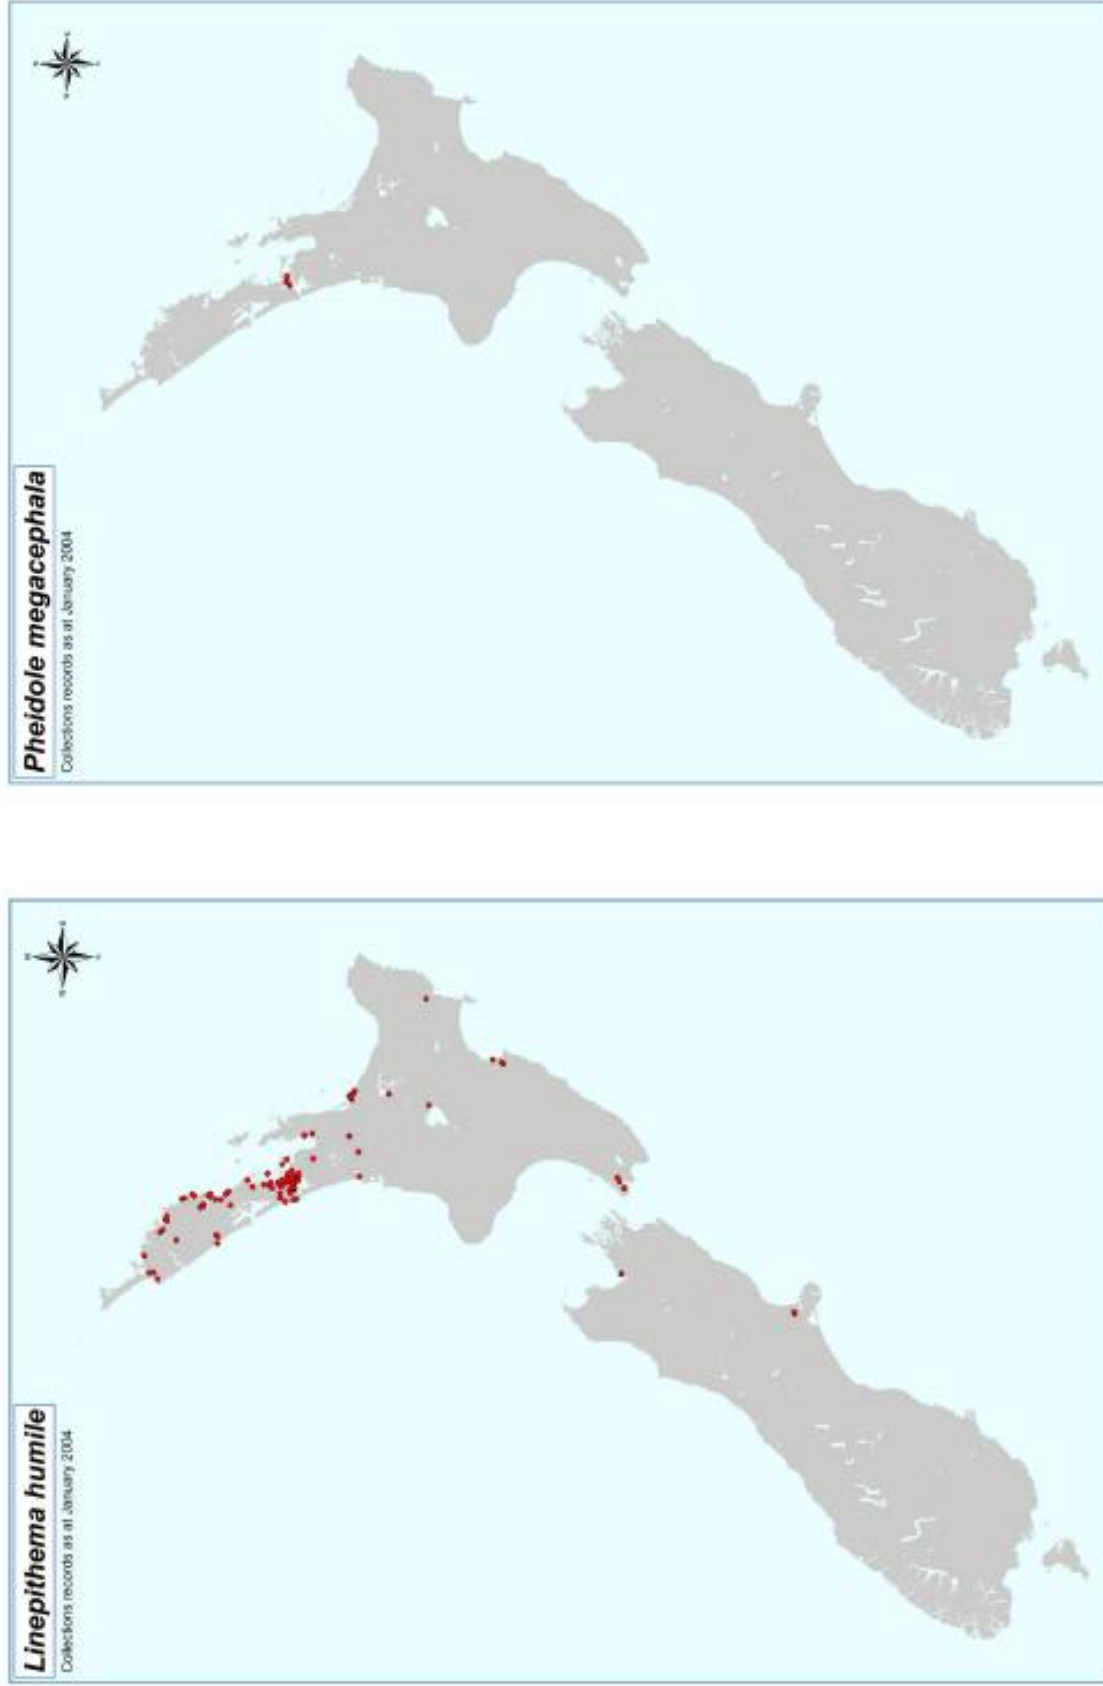 Pheidole megacephala
Collections records as at January 2004
Linepithema humile
Collections records as at January 2004